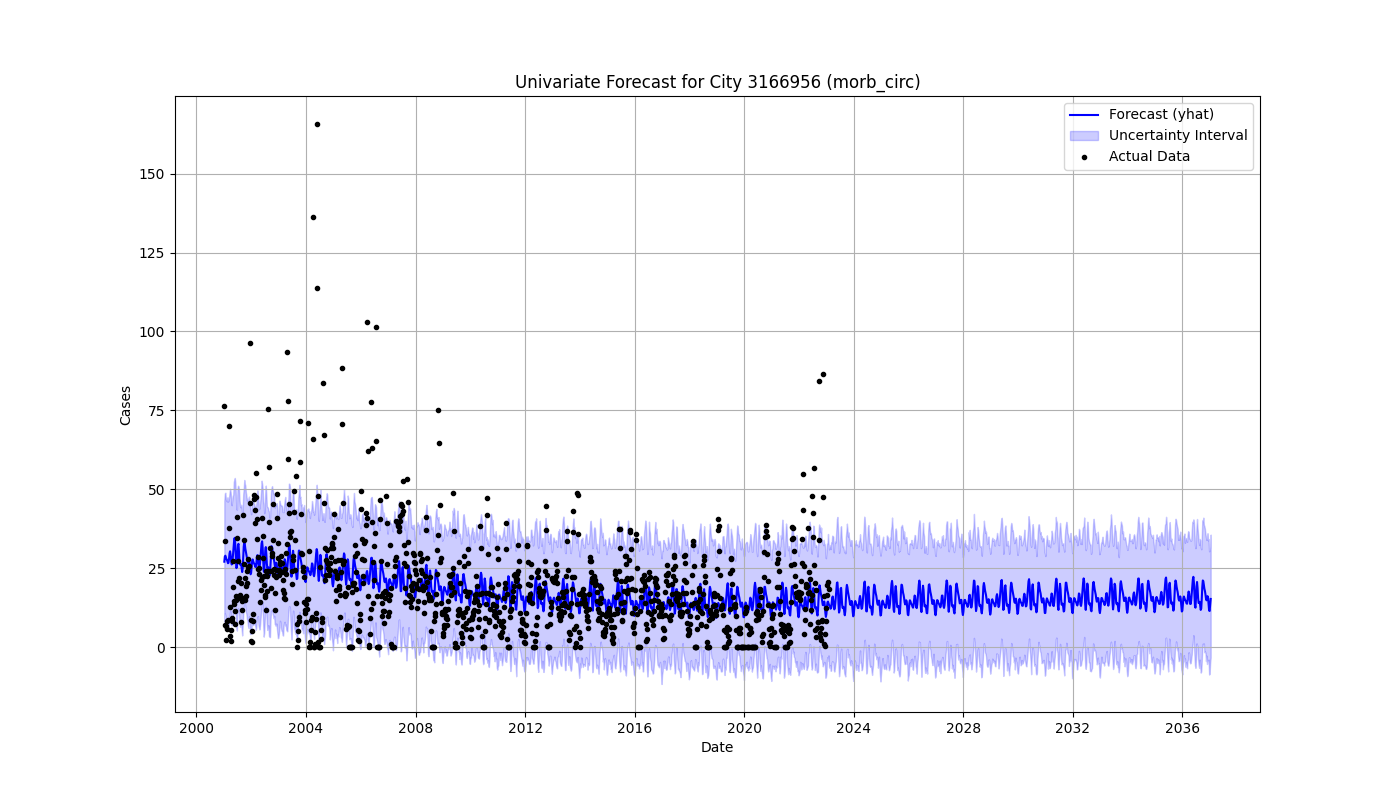 Univariate Forecast for City 3166956 (morb_circ)
Forecast (yhat)
Uncertainty Interval
Actual Data
Cases
150
125
100
75
50
25
0
2000 2004 2008 2012 2016 2020 2024 2028 2032 2036
Date